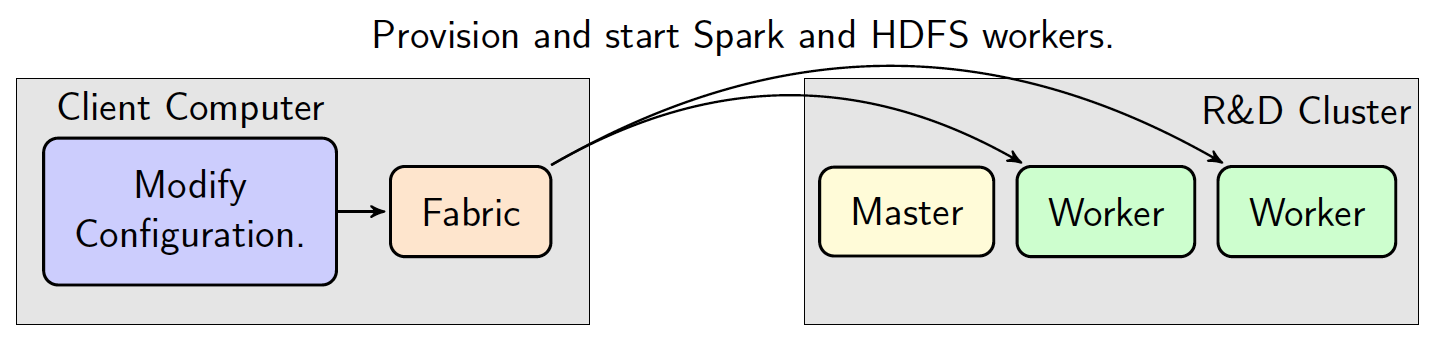 Provision and start Spark and HDFS workers.
Client Computer
R&D Cluster
Modify
Configuration.
Fabric
Master
Worker
Worker